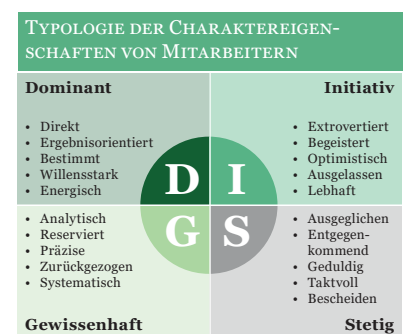 Typologie der Charaktereigen-
schaften von Mitarbeitern
Dominant
• Direkt
• Ergebnisorientiert
• Bestimmt
• Willensstark
• Energisch
Initiativ
• Extrovertiert
• Begeistert
• Optimistisch
• Ausgelassen
• Lebhaft
D I
G S
• Analytisch
• Reserviert
• Präzise
• Zurückgezogen
• Systematisch
Gewissenhaft
• Ausgeglichen
• Entgegen-
kommend
• Geduldig
• Taktvoll
• Bescheiden
Stetig